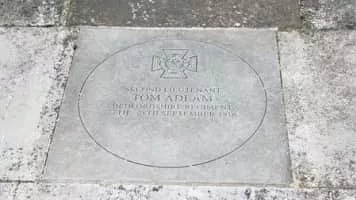 SECOND LIEUTENANT
TOM ADLAM
BEDFORDSHIRE REGIMENT
27TH - 28TH SEPTEMBER 1916